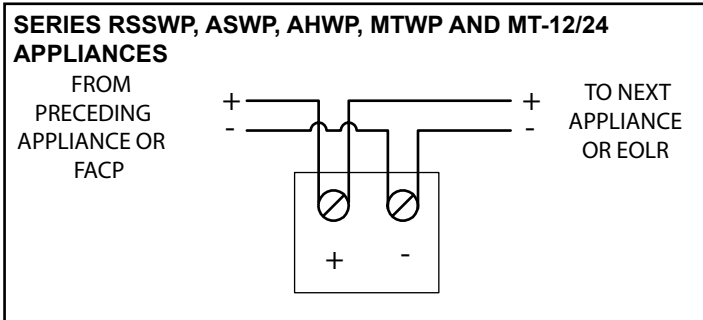 SERIES RSSWP, ASWP, AHWP, MTWP AND MT-12/24
APPLIANCES
FROM
PRECEDING
APPLIANCE OR
FACP
+
-
+
-
TO NEXT
APPLIANCE
OR EOLR
+ -